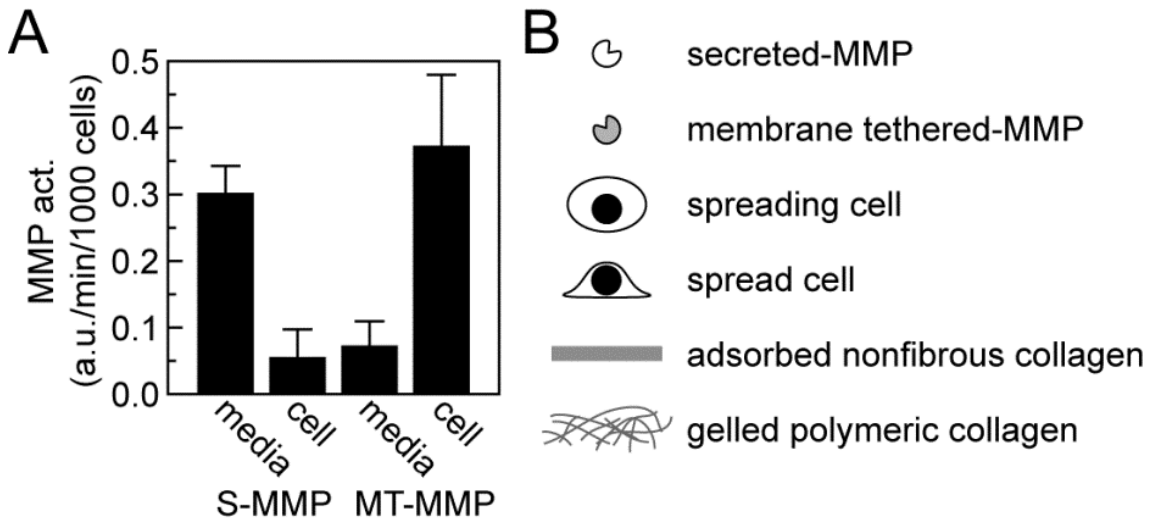 A
MMP act.
(a.u./min/1000 cells)
0.5
0.4
0.3
0.2
0.1
0.0
media
cell
media
cell
S-MMP
MT-MMP
B
secreted-MMP
membrane tethered-MMP
spreading cell
spread cell
adsorbed nonfibrous collagen
gelled polymeric collagen